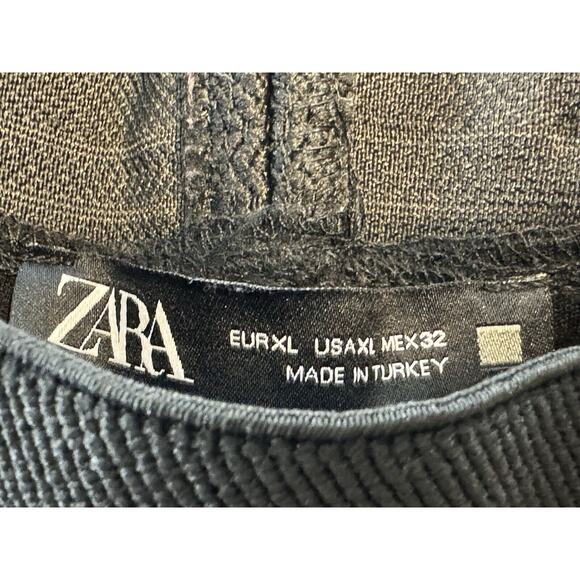 ZARA
EUR XL USA XL MEX 32
MADE IN TURKEY